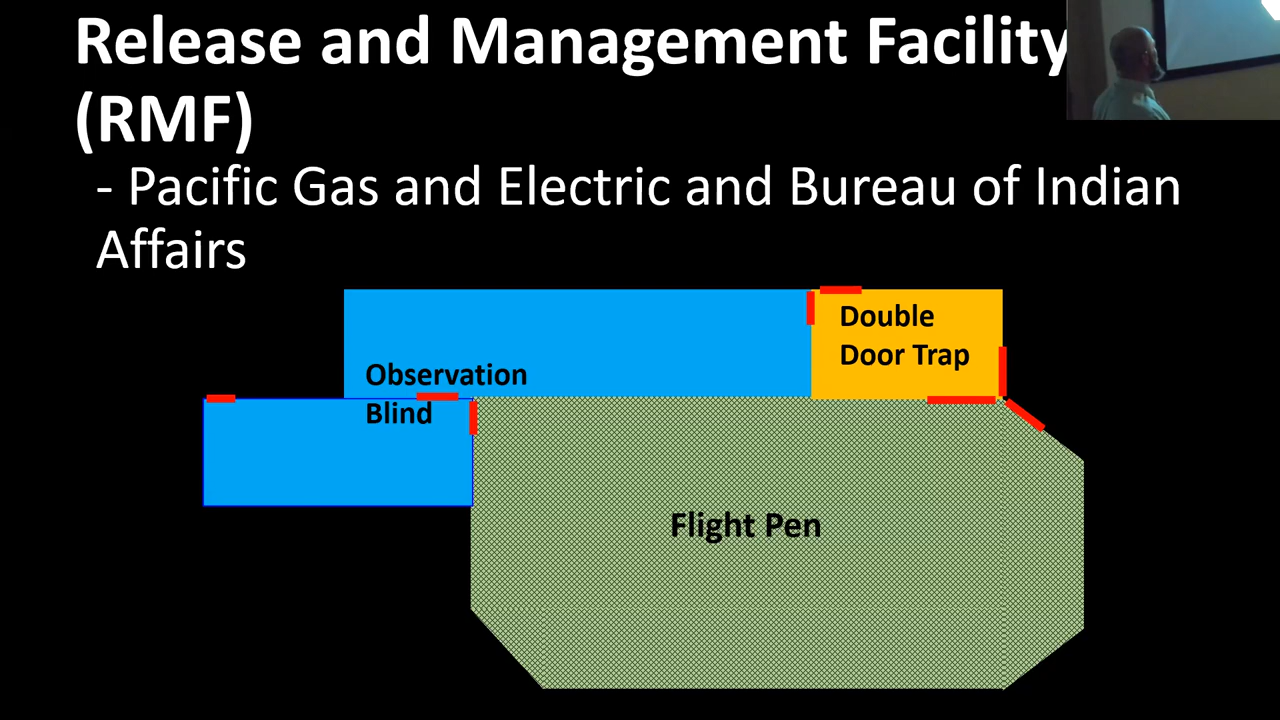 Release and Management Facility
(RMF)
- Pacific Gas and Electric and Bureau of Indian
Affairs
Double
Door Trap
Observation
Blind
Flight Pen